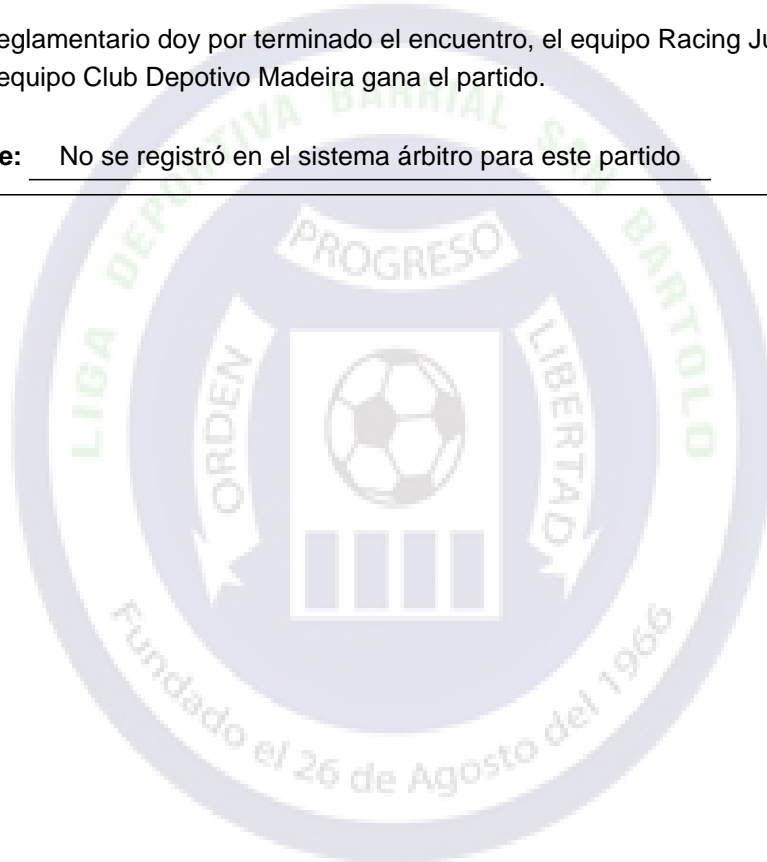 eglamentario doy por terminado el encuentro, el equipo Racing Ju
equipo Club Depotivo Madeira gana el partido.
e: No se registró en el sistema árbitro para este partido
LIGA DEPORTIVA BARRIAL SAN BARTOLO
PROGRESO
ORDEN
LIBERTAD
Fundado el 26 de Agosto del 1966